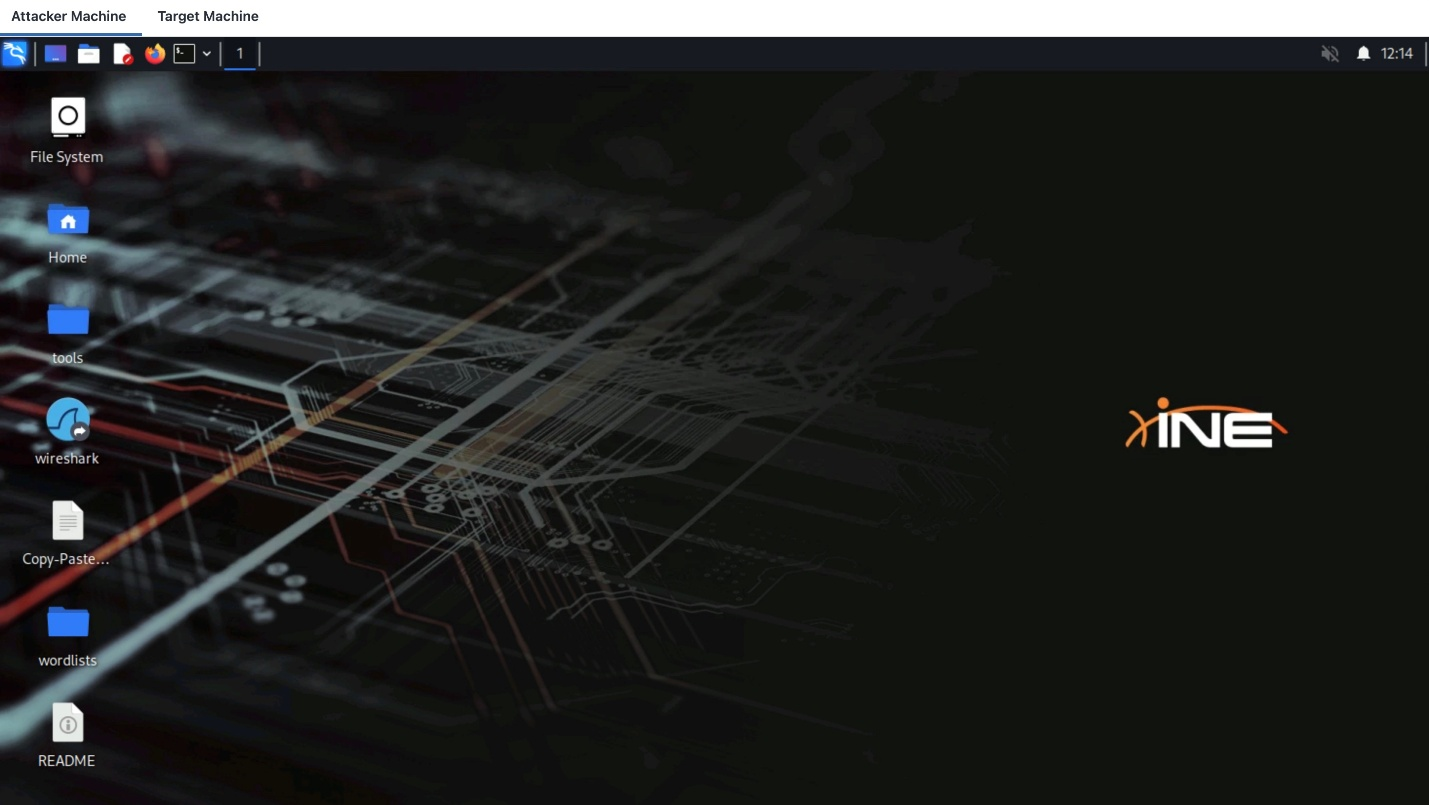 Attacker Machine Target Machine
1 12:14
File System
Home
tools
wireshark
Copy-Paste...
wordlists
README
INE